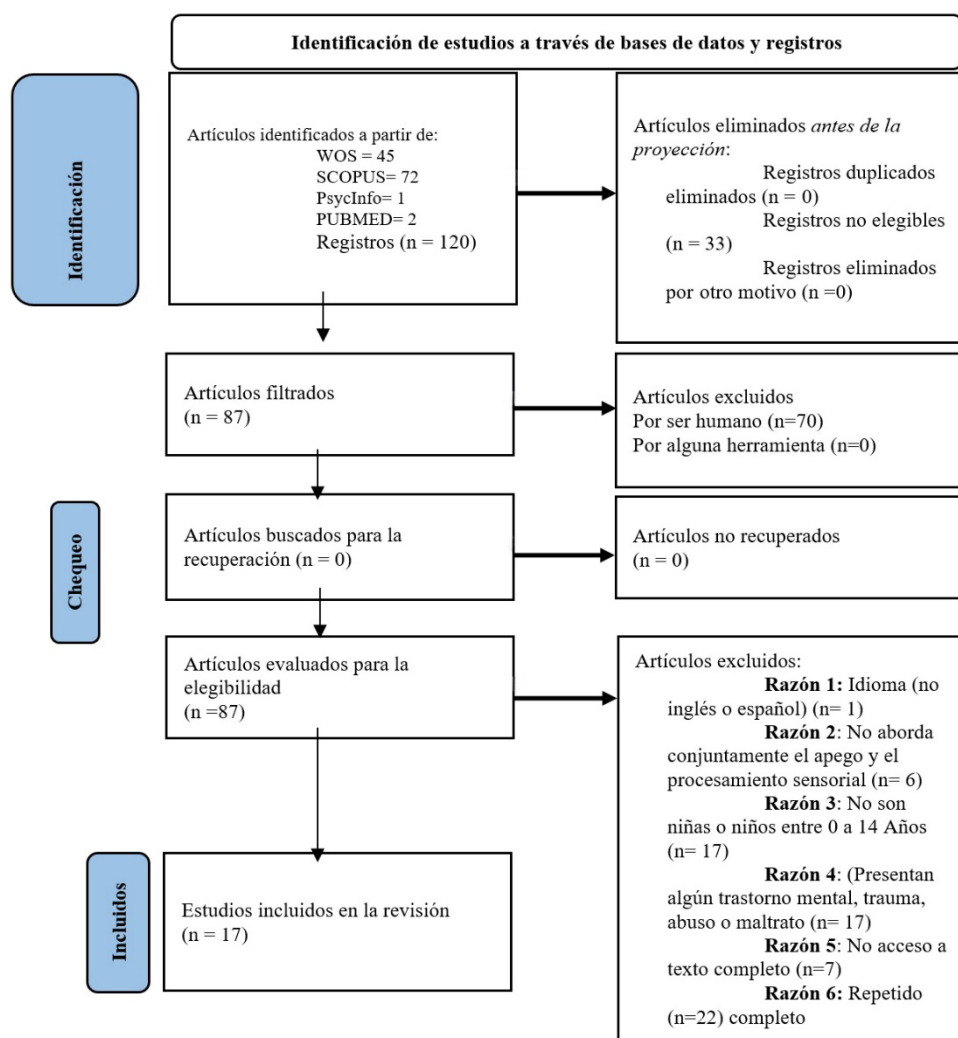 Identificación de estudios a través de bases de datos y registros
Identificación
Artículos identificados a partir de:
WOS = 45
SCOPUS= 72
PsycInfo= 1
PUBMED= 2
Registros (n = 120)
Artículos eliminados antes de la
proyección:
Registros duplicados
eliminados (n = 0)
Registros no elegibles
(n = 33)
Registros eliminados
por otro motivo (n =0)
Artículos filtrados
(n = 87)
Artículos excluidos
Por ser humano (n=70)
Por alguna herramienta (n=0)
Chequeo
Artículos buscados para la
recuperación (n = 0)
Artículos no recuperados
(n = 0)
Artículos evaluados para la
elegibilidad
(n =87)
Artículos excluidos:
Razón 1: Idioma (no
inglés o español) (n= 1)
Razón 2: No aborda
conjuntamente el apego y el
procesamiento sensorial (n= 6)
Razón 3: No son
niñas o niños entre 0 a 14 Años
(n= 17)
Razón 4: (Presentan
algún trastorno mental, trauma,
abuso o maltrato (n= 17)
Razón 5: No acceso a
texto completo (n=7)
Razón 6: Repetido
(n=22) completo
Incluidos
Estudios incluidos en la revisión
(n = 17)